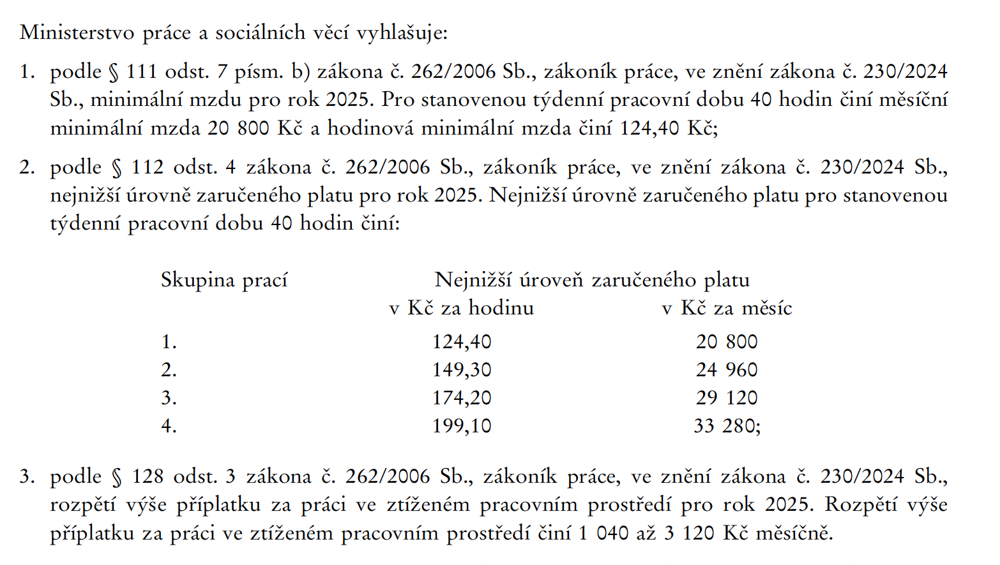 Ministerstvo práce a sociálních věcí vyhlašuje:
1. podle § 111 odst. 7 písm. b) zákona č. 262/2006 Sb., zákoník práce, ve znění zákona č. 230/2024
Sb., minimální mzdu pro rok 2025. Pro stanovenou týdenní pracovní dobu 40 hodin činí měsíční
minimální mzda 20 800 Kč a hodinová minimální mzda činí 124,40 Kč;
2. podle § 112 odst. 4 zákona č. 262/2006 Sb., zákoník práce, ve znění zákona č. 230/2024 Sb.,
nejnižší úrovně zaručeného platu pro rok 2025. Nejnižší úrovně zaručeného platu pro stanovenou
týdenní pracovní dobu 40 hodin činí:
Skupina prací Nejnižší úroveň zaručeného platu
v Kč za hodinu v Kč za měsíc
1. 124,40 20 800
2. 149,30 24 960
3. 174,20 29 120
4. 199,10 33 280;
3. podle § 128 odst. 3 zákona č. 262/2006 Sb., zákoník práce, ve znění zákona č. 230/2024 Sb.,
rozpětí výše příplatku za práci ve ztíženém pracovním prostředí pro rok 2025. Rozpětí výše
příplatku za práci ve ztíženém pracovním prostředí činí 1 040 až 3 120 Kč měsíčně.